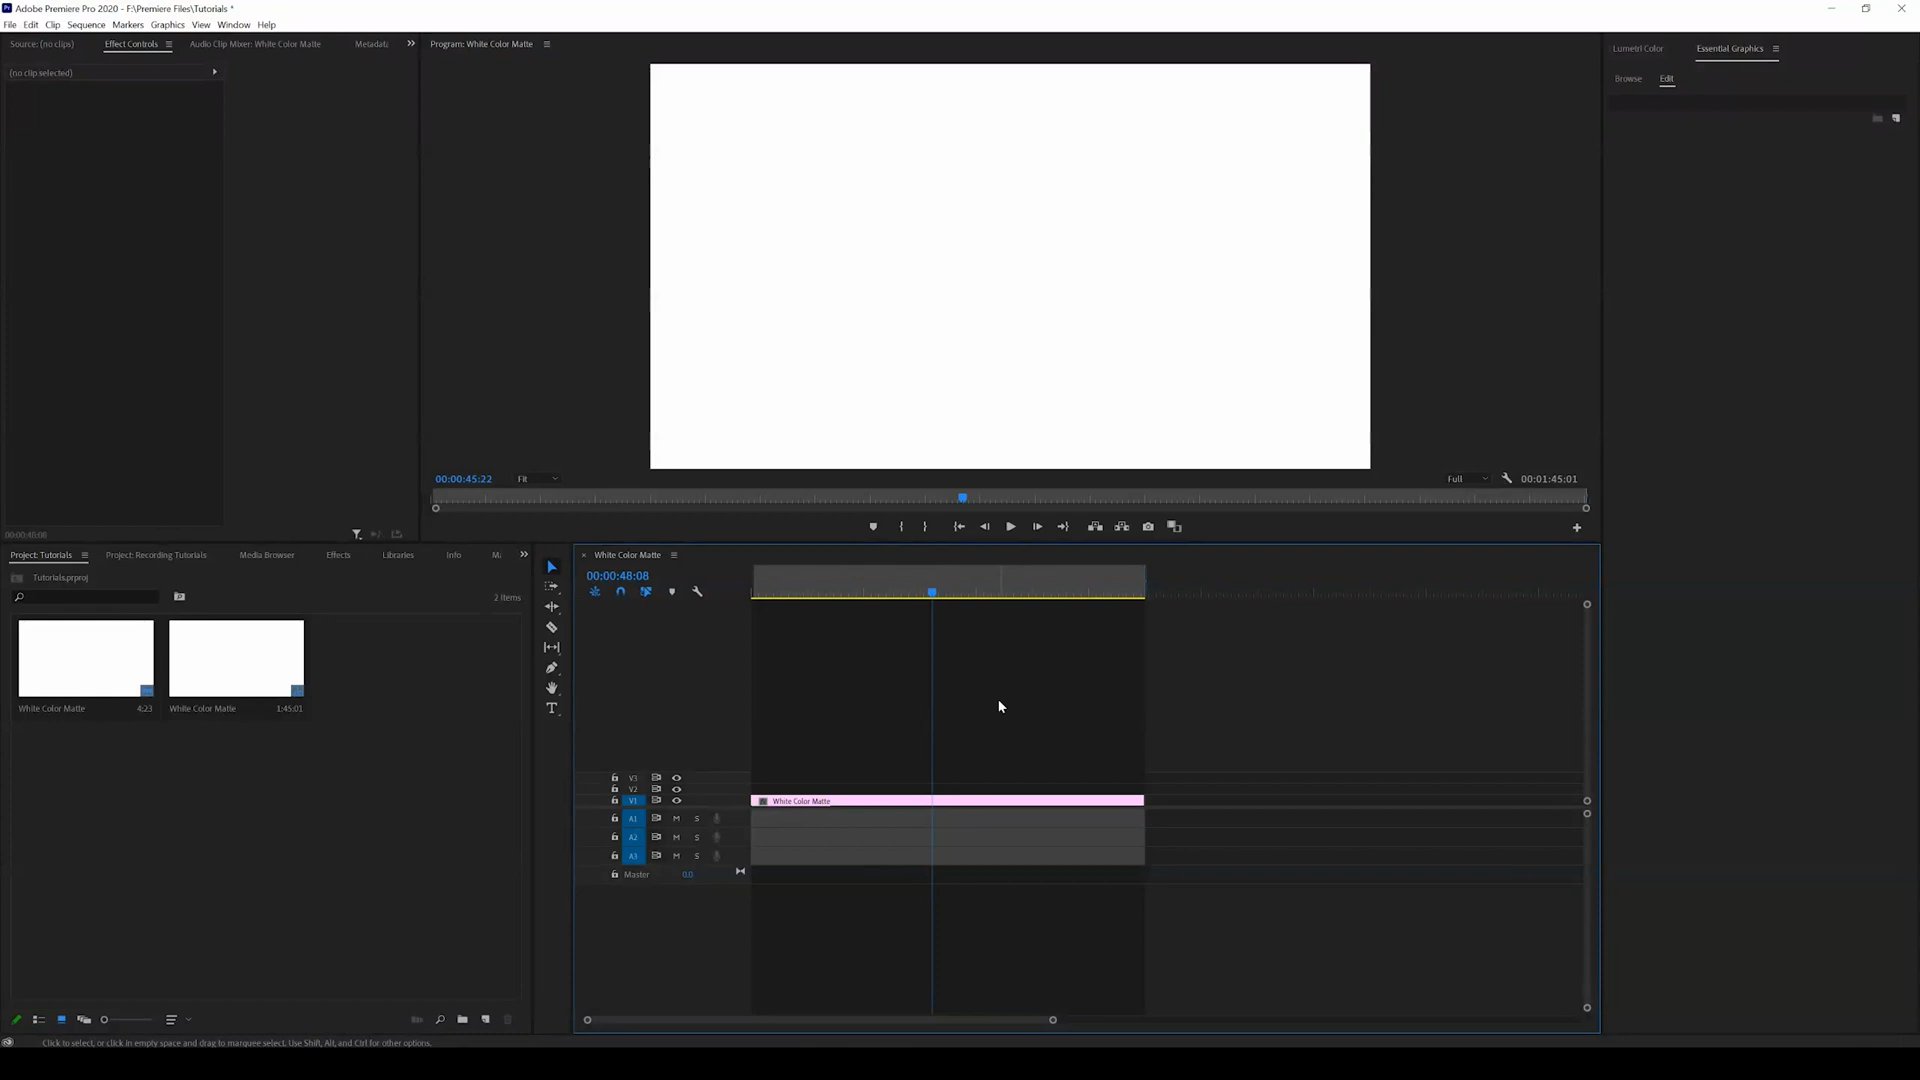 Adobe Premiere Pro 2020 - F:\Premiere Files\Tutorials *
File Edit Clip Sequence Markers Graphics View Window Help
Source: (no clips) Effect Controls Audio Clip Mixer: White Color Matte Metadata
Program: White Color Matte
Lumetri Color Essential Graphics
(no clip selected)
Browse Edit
00:00:45:22 Fit Full 00:01:45:01
00:00:48:08
Project: Tutorials Project: Recording Tutorials Media Browser Effects Libraries Info Ma
White Color Matte
Tutorials.prproj
00:00:48:08
2 Items
White Color Matte 4:23
White Color Matte 1:45:01
T
V3
V2
V1 White Color Matte
A1 M S
A2 M S
A3 M S
Master 0.0
Click to select, or click in empty space and drag to marquee select. Use Shift, Alt, and Ctrl for other options.